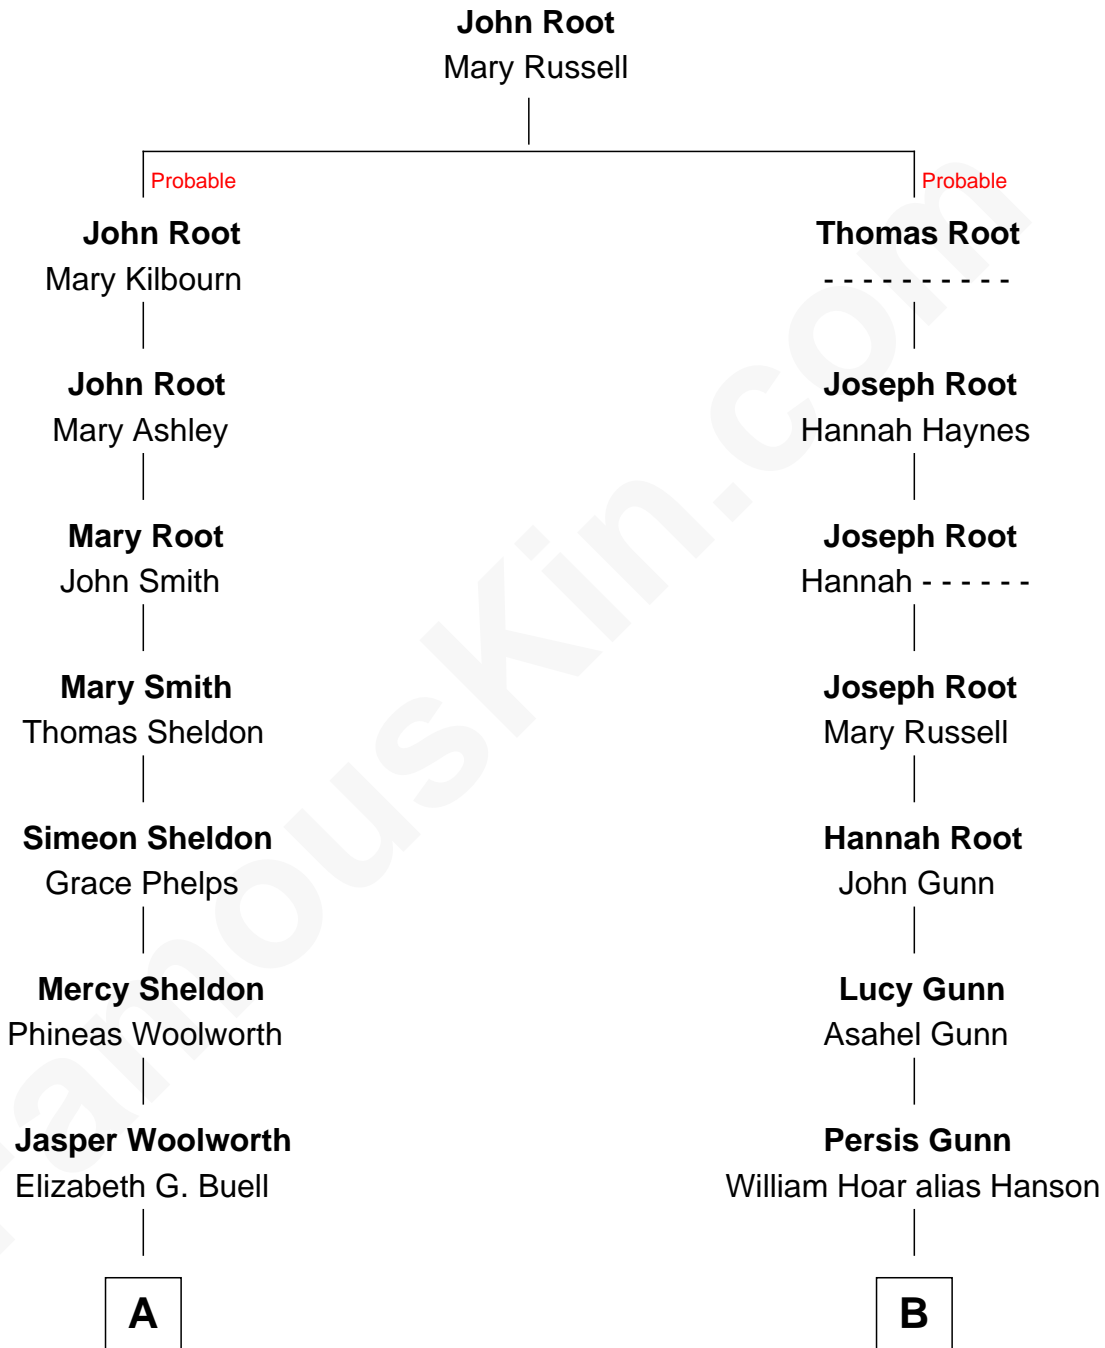 John Root
Mary Russell
Probable
Probable
John Root
Thomas Root
Mary Kilbourn
- - - - - - - - - -
John Root
Joseph Root
Mary Ashley
Hannah Haynes
Mary Root
Joseph Root
John Smith
Hannah - - - - - -
Mary Smith
Joseph Root
Thomas Sheldon
Mary Russell
Simeon Sheldon
Hannah Root
Grace Phelps
John Gunn
Mercy Sheldon
Lucy Gunn
Phineas Woolworth
Asahel Gunn
Jasper Woolworth
Persis Gunn
Elizabeth G. Buell
William Hoar alias Hanson
A
B
FamousKin.com